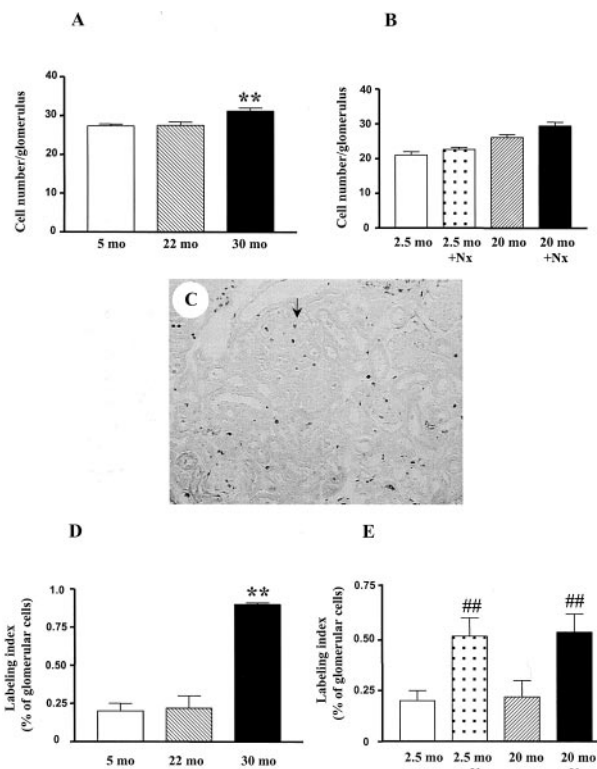 A
B
Cell number/glomerulus
40
30
20
10
0
**
5 mo
22 mo
30 mo
Cell number/glomerulus
40
30
20
10
0
2.5 mo
2.5 mo
+Nx
20 mo
20 mo
+Nx
C
D
E
Labeling index
(% of glomerular cells)
1.0
0.75
0.50
0.25
0
**
5 mo
22 mo
30 mo
Labeling index
(% of glomerular cells)
0.75
0.50
0.25
0
##
##
2.5 mo
2.5 mo
20 mo
20 mo